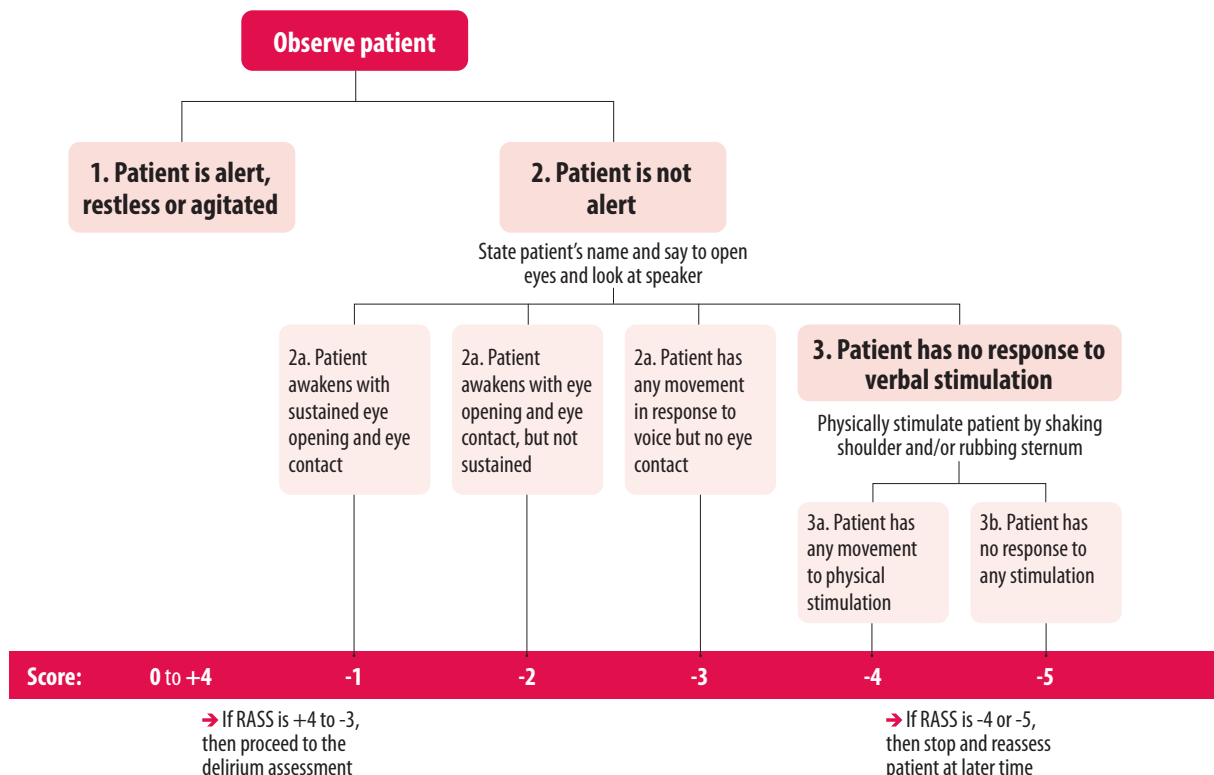 Observe patient
1. Patient is alert,
restless or agitated
2. Patient is not
alert
State patient's name and say to open
eyes and look at speaker
2a. Patient
awakens with
sustained eye
opening and eye
contact
2a. Patient
awakens with eye
opening and eye
contact, but not
sustained
2a. Patient has
any movement
in response to
voice but no eye
contact
3. Patient has no response to
verbal stimulation
Physically stimulate patient by shaking
shoulder and/or rubbing sternum
3a. Patient has
any movement
to physical
stimulation
3b. Patient has
no response to
any stimulation
Score: 0 to +4 -1 -2 -3 -4 -5
➔ If RASS is +4 to -3,
then proceed to the
delirium assessment
➔ If RASS is -4 or -5,
then stop and reassess
patient at later time